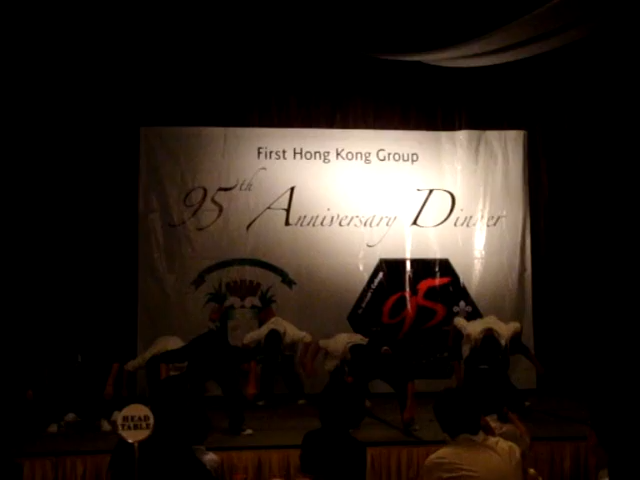 First Hong Kong Group
95th Anniversary Dinner
95
HEAD
TABLE